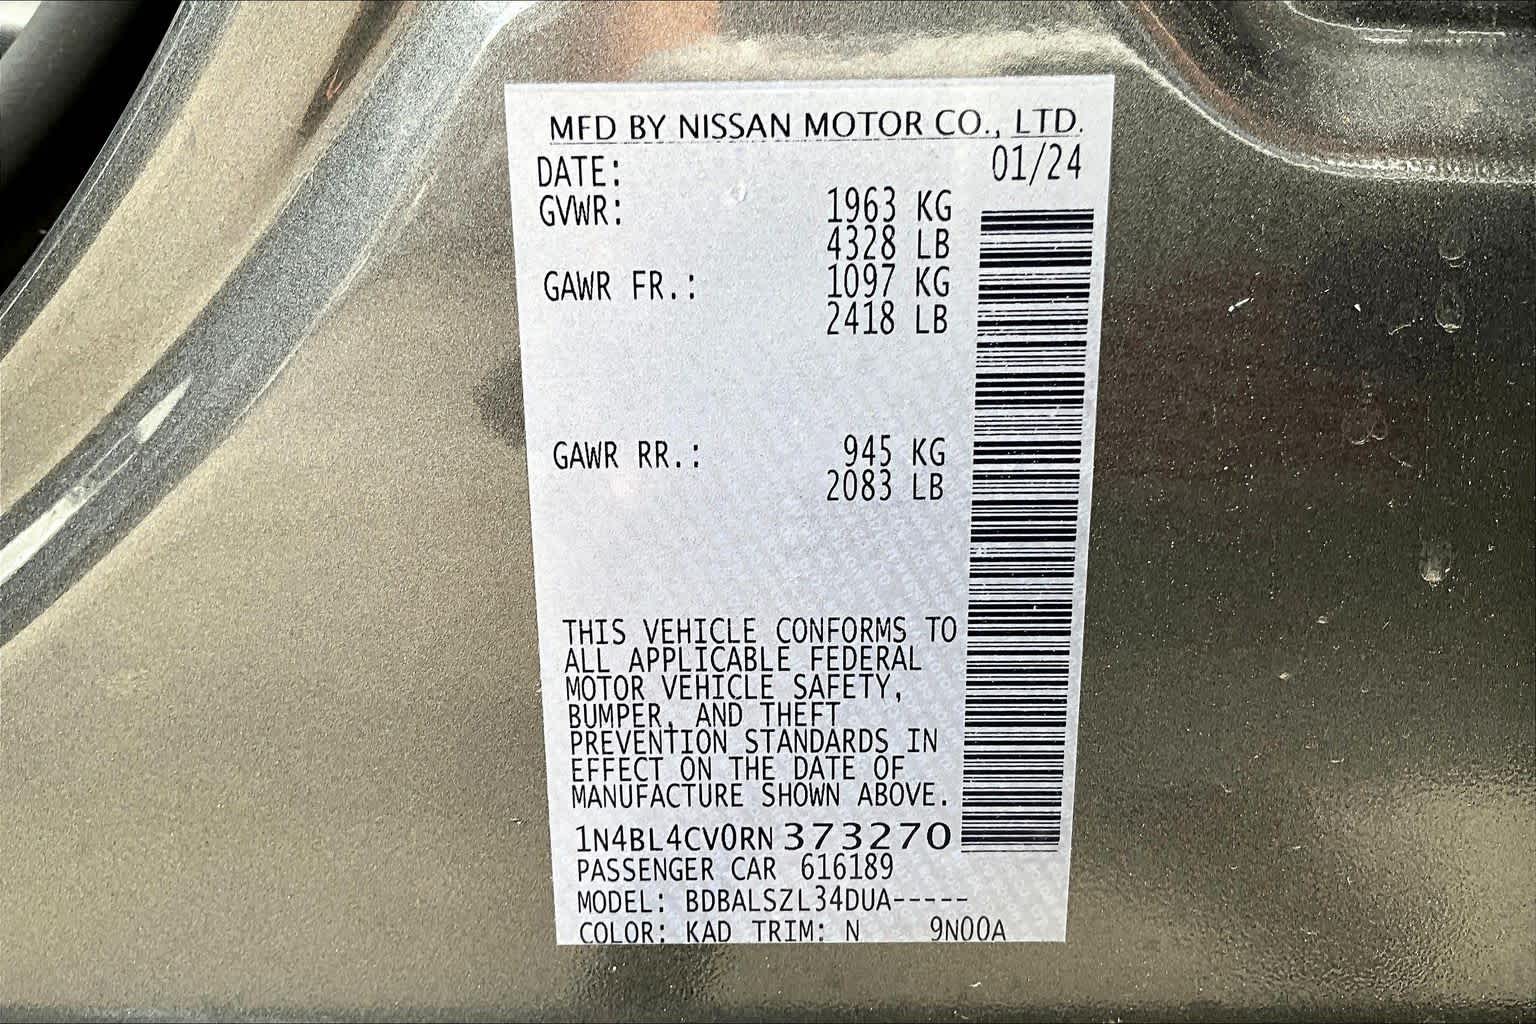 MFD BY NISSAN MOTOR CO., LTD.
DATE: 01/24
GVWR: 1963 KG
4328 LB
GAWR FR.: 1097 KG
2418 LB
GAWR RR.: 945 KG
2083 LB
THIS VEHICLE CONFORMS TO
ALL APPLICABLE FEDERAL
MOTOR VEHICLE SAFETY,
BUMPER, AND THEFT
PREVENTION STANDARDS IN
EFFECT ON THE DATE OF
MANUFACTURE SHOWN ABOVE.
1N4BL4CV0RN 373270
PASSENGER CAR 616189
MODEL: BDBALSZL34DUA-----
COLOR: KAD TRIM: N 9N00A